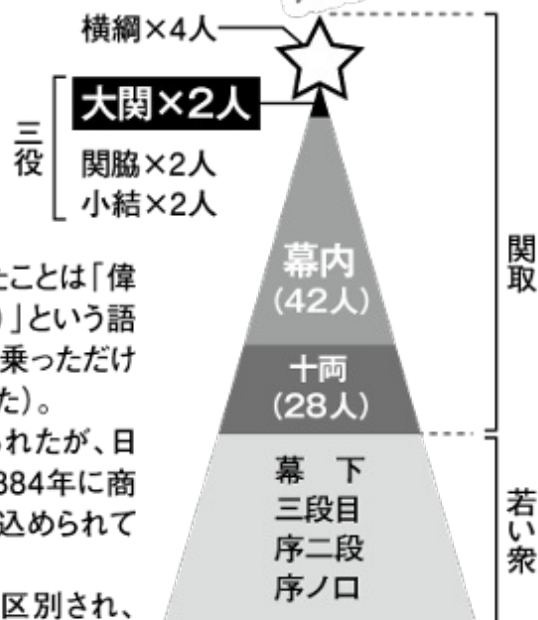 横綱×4人
大関×2人
関脇×2人
小結×2人
三役
幕内
(42人)
十両
(28人)
関取
幕　下
三段目
序二段
序ノ口
若い衆
たことは「偉
)」という語
乗っただけ
た)。
られたが、日
884年に商
込められて
区別され、